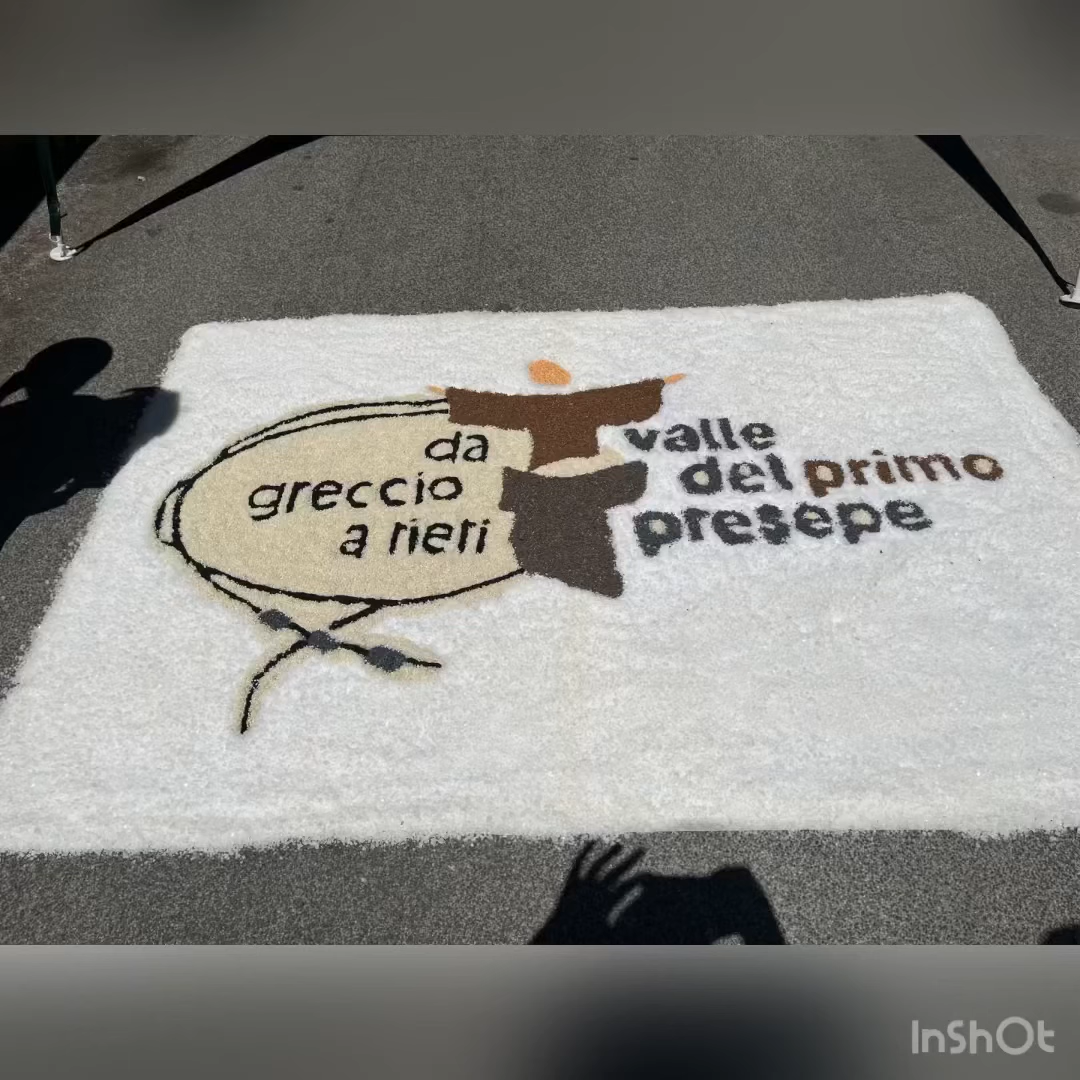 da
greccio
a rieti
valle
del primo
presepe
InShOt